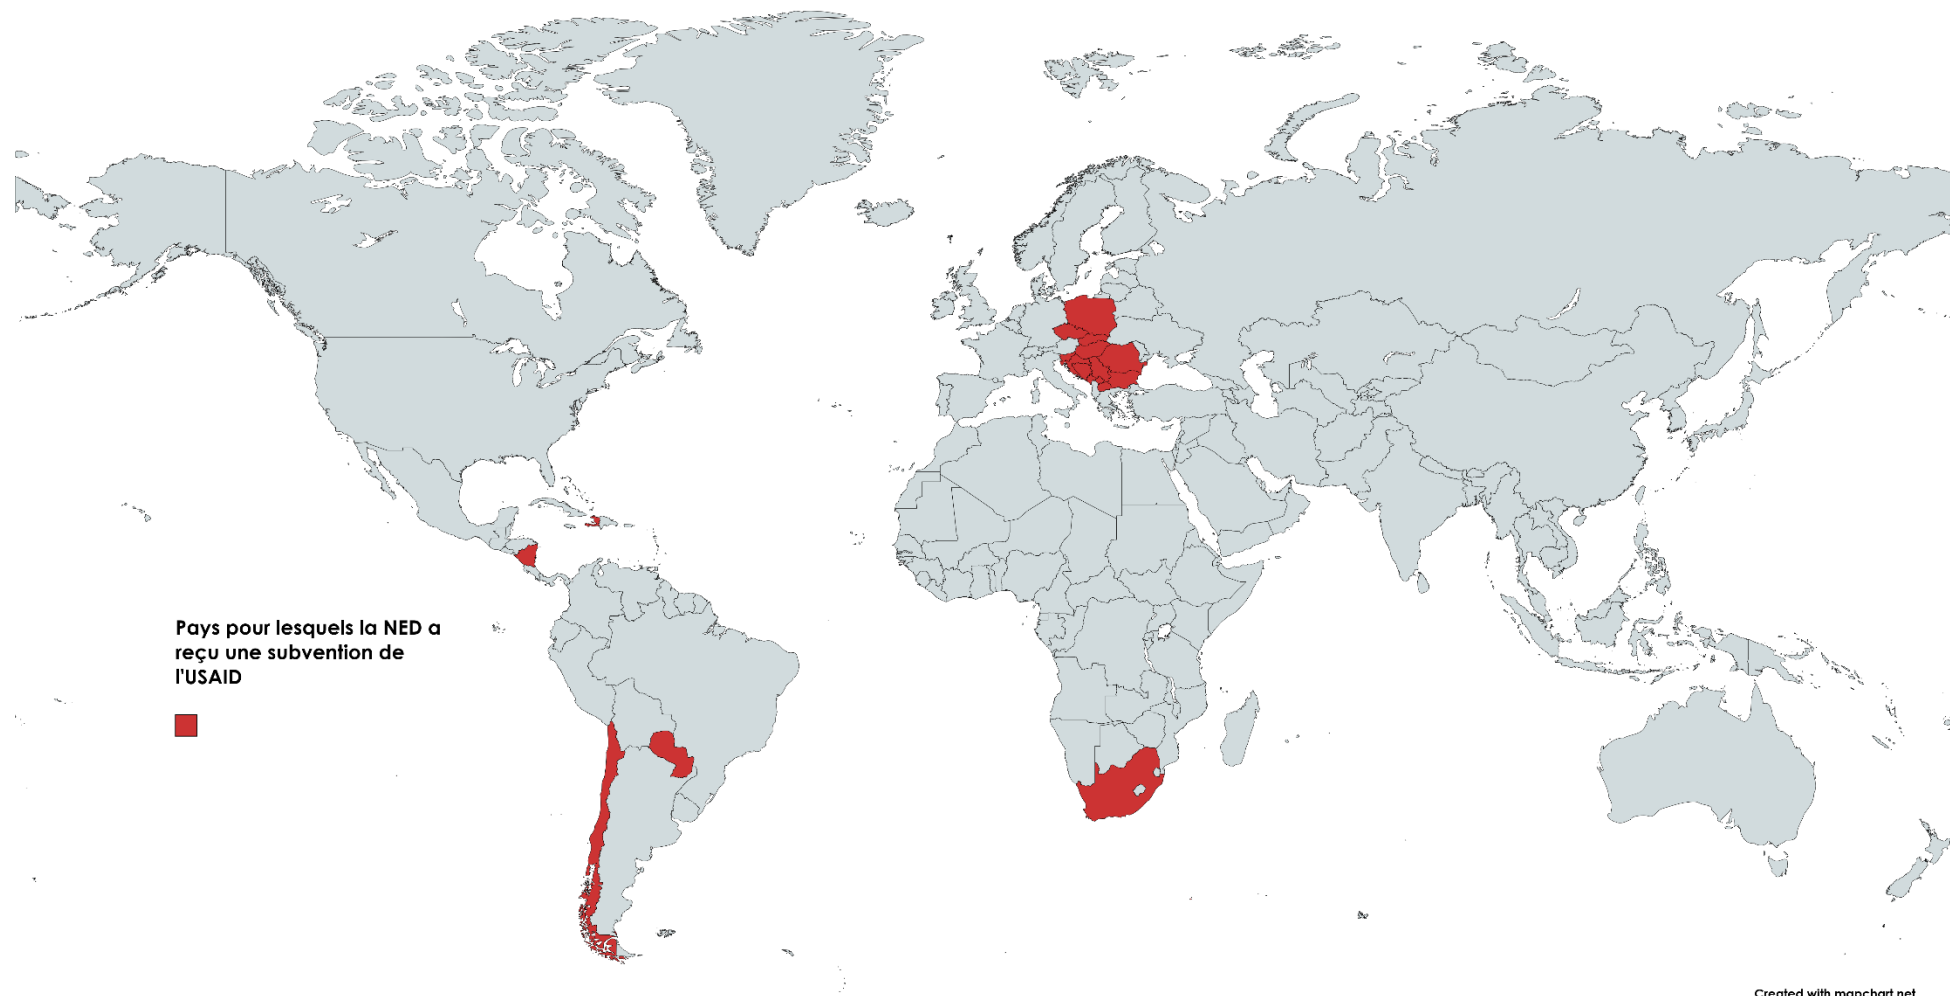 Pays pour lesquels la NED a
reçu une subvention de
l'USAID
Created with mapchart.net